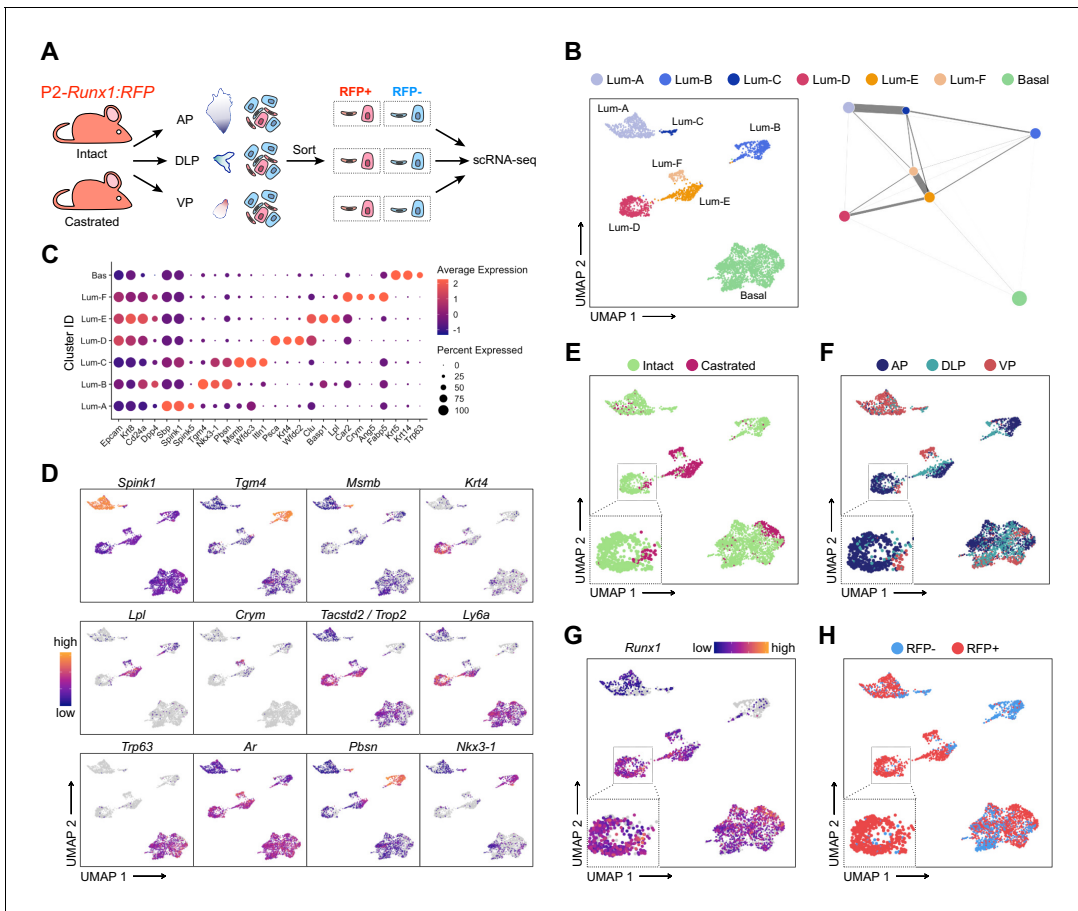 A
P2-Runx1:RFP
Intact
Castrated
AP
DLP
VP
Sort
RFP+ RFP-
scRNA-seq
B
Lum-A Lum-B Lum-C Lum-D Lum-E Lum-F Basal
Lum-A
Lum-C
Lum-B
Lum-F
Lum-E
Lum-D
Basal
UMAP 2
UMAP 1
C
Cluster ID
Bas
Lum-F
Lum-E
Lum-D
Lum-C
Lum-B
Lum-A
Epcam Krt8 Cd24a Dpp4 Sbp Spink1 Spink5 Tgm4 Nkx3-1 Pbsn Msmb Wfdc3 Itln1 Psca Krt4 Wfdc2 Clu Basp1 Lpl Car2 Crym Ang5 Fabp5 Krt5 Krt14 Trp63
Average Expression
2
1
0
-1
Percent Expressed
0
25
50
75
100
D
Spink1 Tgm4 Msmb Krt4
Lpl Crym Tacstd2 / Trop2 Ly6a
high
low
Trp63 Ar Pbsn Nkx3-1
UMAP 2
UMAP 1
E
Intact Castrated
UMAP 2
UMAP 1
F
AP DLP VP
UMAP 2
UMAP 1
G
Runx1 low high
UMAP 2
UMAP 1
H
RFP- RFP+
UMAP 2
UMAP 1